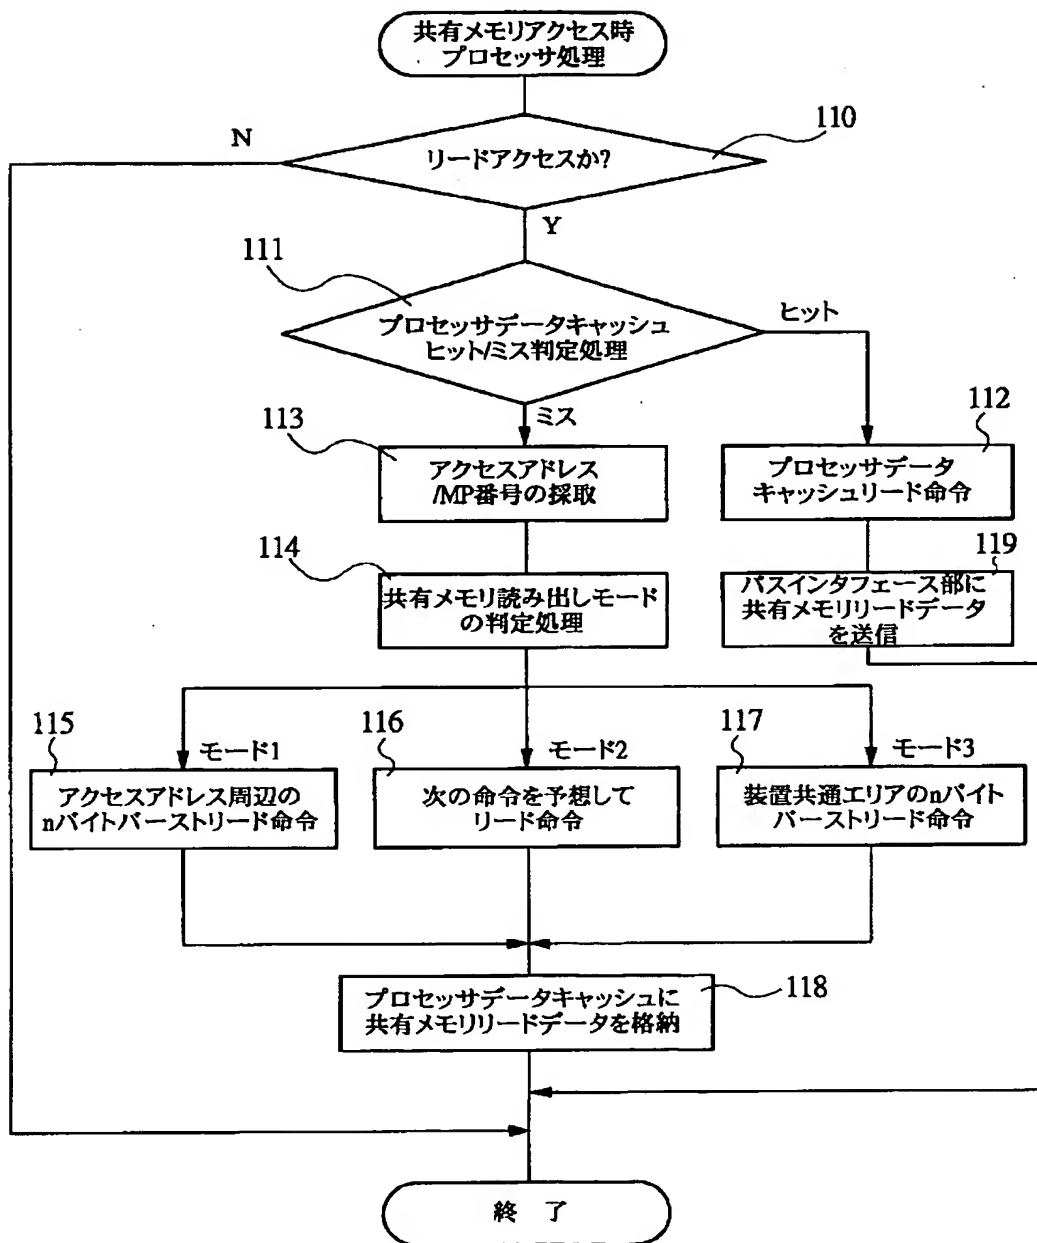 共有メモリアクセス時
プロセッサ処理
110
N
リードアクセスか?
Y
111
プロセッサデータキャッシュ
ヒット/ミス判定処理
ヒット
ミス
113
アクセスアドレス
/MP番号の採取
112
プロセッサデータ
キャッシュリード命令
114
共有メモリ読み出しモード
の判定処理
119
パスインタフェース部に
共有メモリリードデータ
を送信
115
モード1
アクセスアドレス周辺の
nバイトバーストリード命令
116
モード2
次の命令を予想して
リード命令
117
モード3
装置共通エリアのnバイト
バーストリード命令
プロセッサデータキャッシュに
共有メモリリードデータを格納
118
終 了